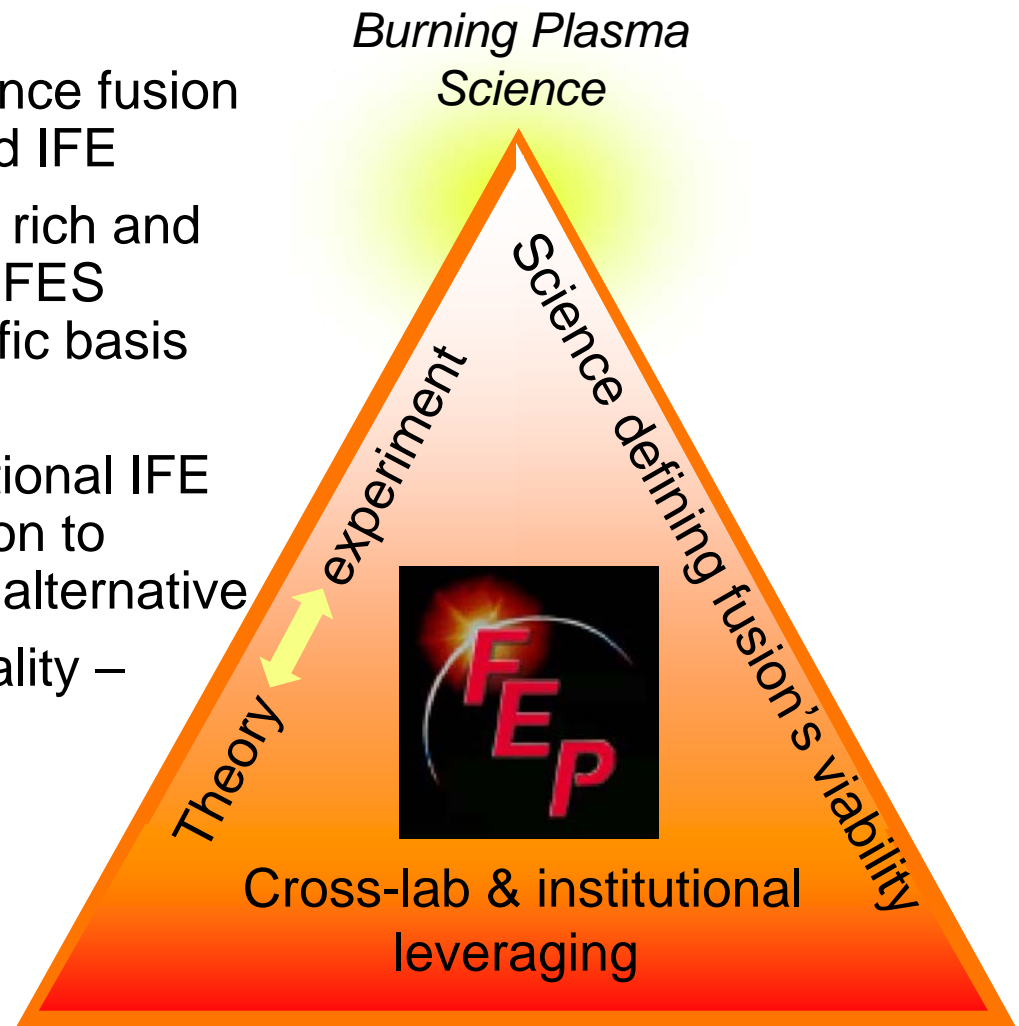 Burning Plasma
Science
nce fusion
d IFE
rich and
FES
fic basis
tional IFE
on to
alternative
ality –
Theory experiment
Science defining fusion's viability
FEP
Cross-lab & institutional
leveraging